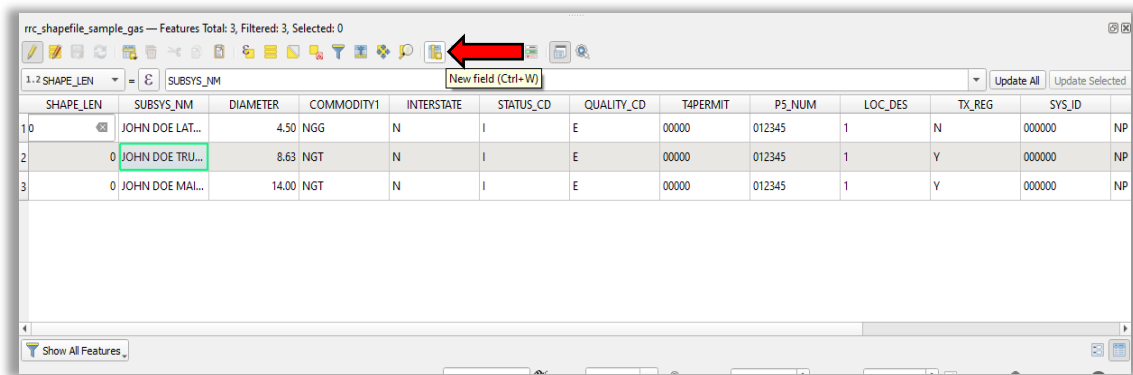 rrc_shapefile_sample_gas — Features Total: 3, Filtered: 3, Selected: 0
New field (Ctrl+W)
1.2 SHAPE_LEN = ε SUBSYS_NM Update All Update Selected
SHAPE_LEN SUBSYS_NM DIAMETER COMMODITY1 INTERSTATE STATUS_CD QUALITY_CD T4PERMIT P5_NUM LOC_DES TX_REG SYS_ID
1 0 JOHN DOE LAT... 4.50 NGG N I E 00000 012345 1 N 000000 NP
2 0 JOHN DOE TRU... 8.63 NGT N I E 00000 012345 1 Y 000000 NP
3 0 JOHN DOE MAI... 14.00 NGT N I E 00000 012345 1 Y 000000 NP
Show All Features